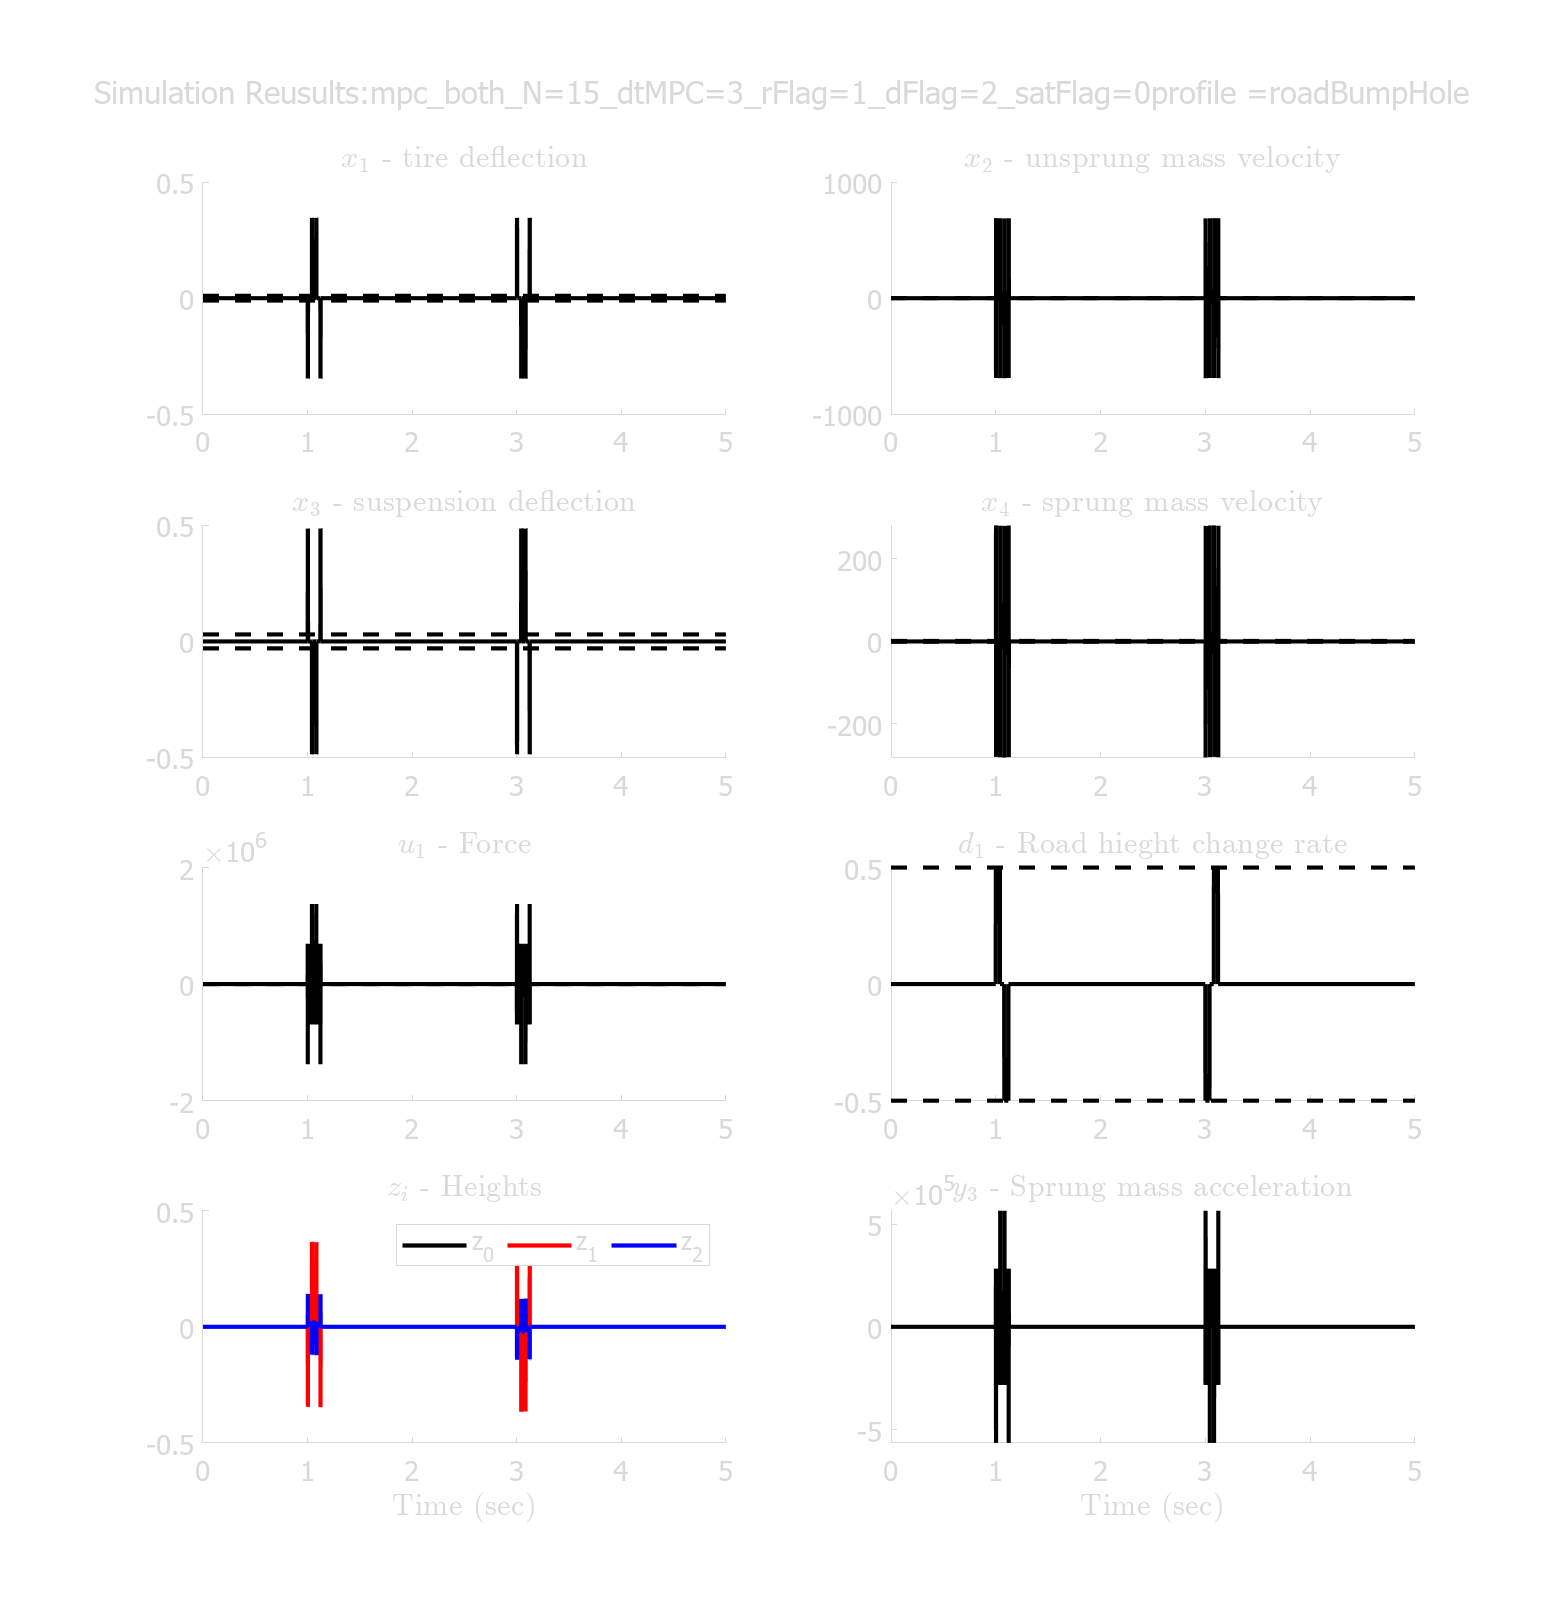 Simulation Reusults:mpc_both_N=15_dtMPC=3_rFlag=1_dFlag=2_satFlag=0profile =roadBumpHole
x₁ - tire deflection
0.5
0
-0.5
0 1 2 3 4 5
x₂ - unsprung mass velocity
1000
0
-1000
0 1 2 3 4 5
x₃ - suspension deflection
0.5
0
-0.5
0 1 2 3 4 5
x₄ - sprung mass velocity
200
0
-200
0 1 2 3 4 5
u₁ - Force
×10⁶
2
0
-2
0 1 2 3 4 5
d₁ - Road hieght change rate
0.5
0
-0.5
0 1 2 3 4 5
zᵢ - Heights
0.5
0
-0.5
z₀ z₁ z₂
0 1 2 3 4 5
Time (sec)
×10⁵
y₃ - Sprung mass acceleration
5
0
-5
0 1 2 3 4 5
Time (sec)